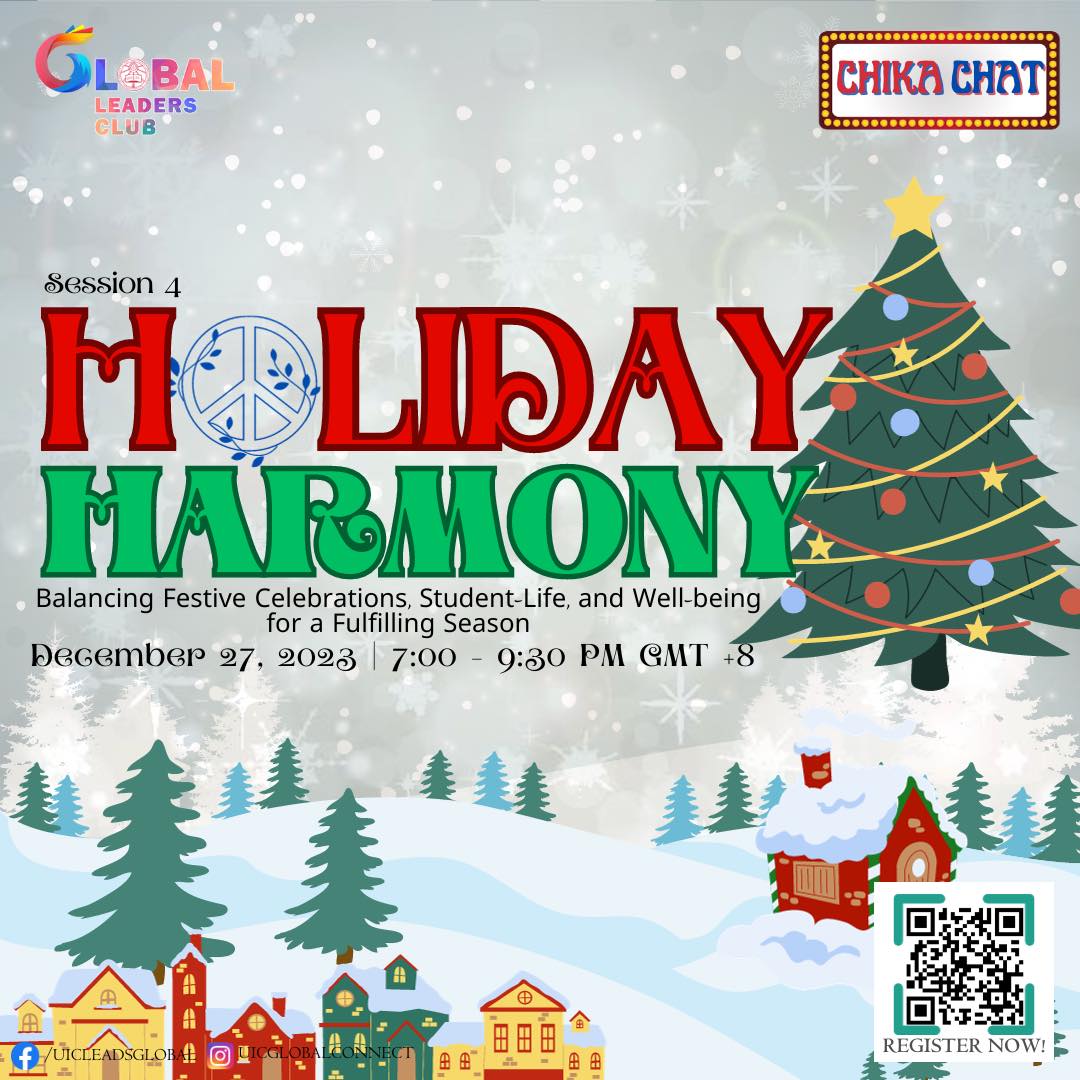 GLOBAL
LEADERS
CLUB
CHIKA CHAT
Session 4
HOLIDAY
HARMONY
Balancing Festive Celebrations, Student-Life, and Well-being
for a Fulfilling Season
December 27, 2023 | 7:00 - 9:30 PM GMT +8
/UICLEADSGLOBAL UICGLOBALCONNECT
REGISTER NOW!